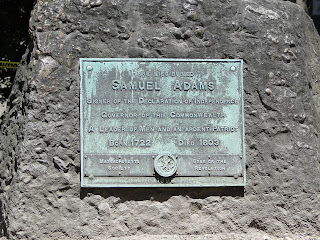 HERE LIES BURIED
SAMUEL ADAMS
SIGNER OF THE DECLARATION OF INDEPENDENCE
GOVERNOR OF THIS COMMONWEALTH
A LEADER OF MEN AND AN ARDENT PATRIOT
BORN 1722 DIED 1803
MASSACHUSETTS SONS OF THE
SOCIETY REVOLUTION